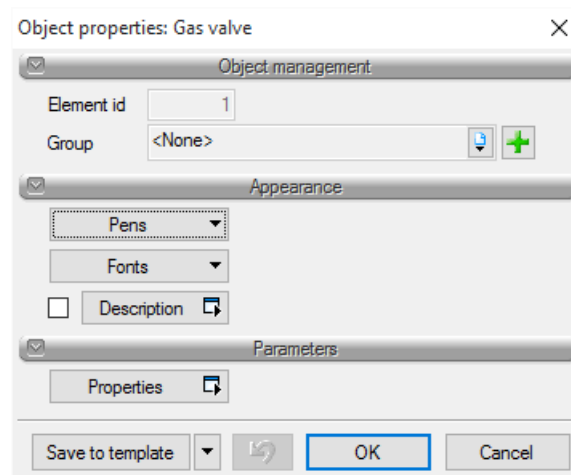 Object properties: Gas valve
Object management
Element id 1
Group <None>
Appearance
Pens
Fonts
Description
Parameters
Properties
Save to template OK Cancel